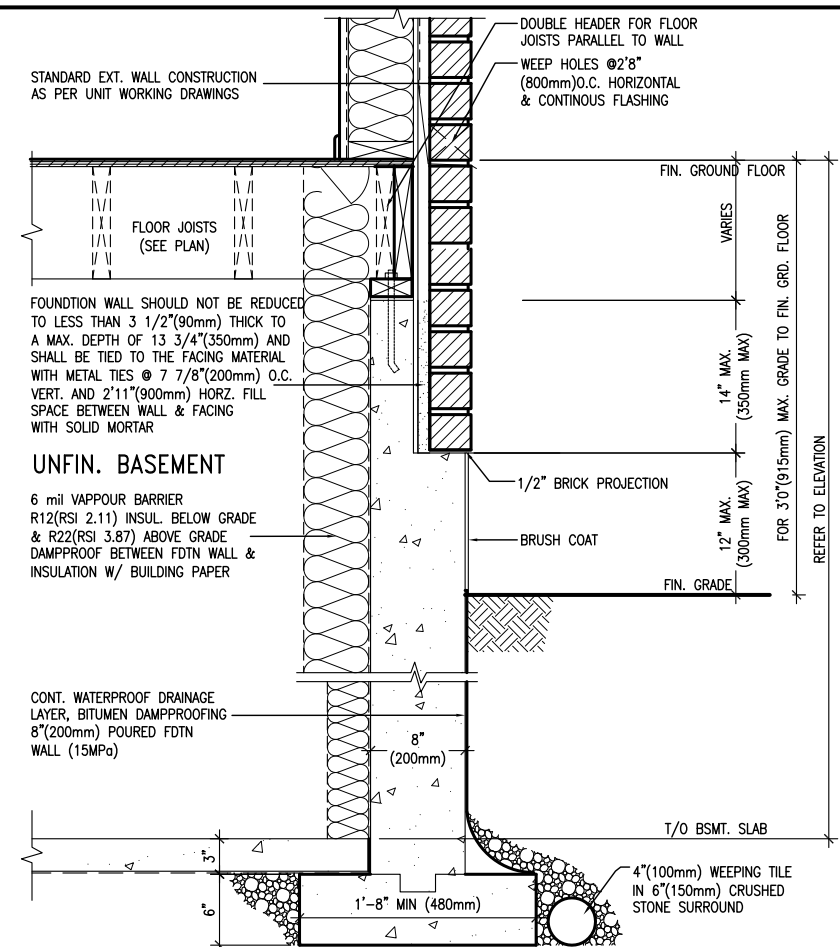 DOUBLE HEADER FOR FLOOR
JOISTS PARALLEL TO WALL
WEEP HOLES @2'8"
(800mm)O.C. HORIZONTAL
& CONTINOUS FLASHING
STANDARD EXT. WALL CONSTRUCTION
AS PER UNIT WORKING DRAWINGS
FIN. GROUND FLOOR
FLOOR JOISTS
(SEE PLAN)
VARIES
FOUNDTION WALL SHOULD NOT BE REDUCED
TO LESS THAN 3 1/2"(90mm) THICK TO
A MAX. DEPTH OF 13 3/4"(350mm) AND
SHALL BE TIED TO THE FACING MATERIAL
WITH METAL TIES @ 7 7/8"(200mm) O.C.
VERT. AND 2'11"(900mm) HORZ. FILL
SPACE BETWEEN WALL & FACING
WITH SOLID MORTAR
14" MAX.
(350mm MAX)
FOR 3'0"(915mm) MAX. GRADE TO FIN. GRD. FLOOR
REFER TO ELEVATION
UNFIN. BASEMENT
1/2" BRICK PROJECTION
6 mil VAPPOUR BARRIER
R12(RSI 2.11) INSUL. BELOW GRADE
& R22(RSI 3.87) ABOVE GRADE
DAMPPROOF BETWEEN FDTN WALL &
INSULATION W/ BUILDING PAPER
BRUSH COAT
12" MAX.
(300mm MAX)
FIN. GRADE
CONT. WATERPROOF DRAINAGE
LAYER, BITUMEN DAMPPROOFING
8"(200mm) POURED FDTN
WALL (15MPa)
8"
(200mm)
T/O BSMT. SLAB
3"
4"(100mm) WEEPING TILE
IN 6"(150mm) CRUSHED
STONE SURROUND
6"
1'-8" MIN (480mm)